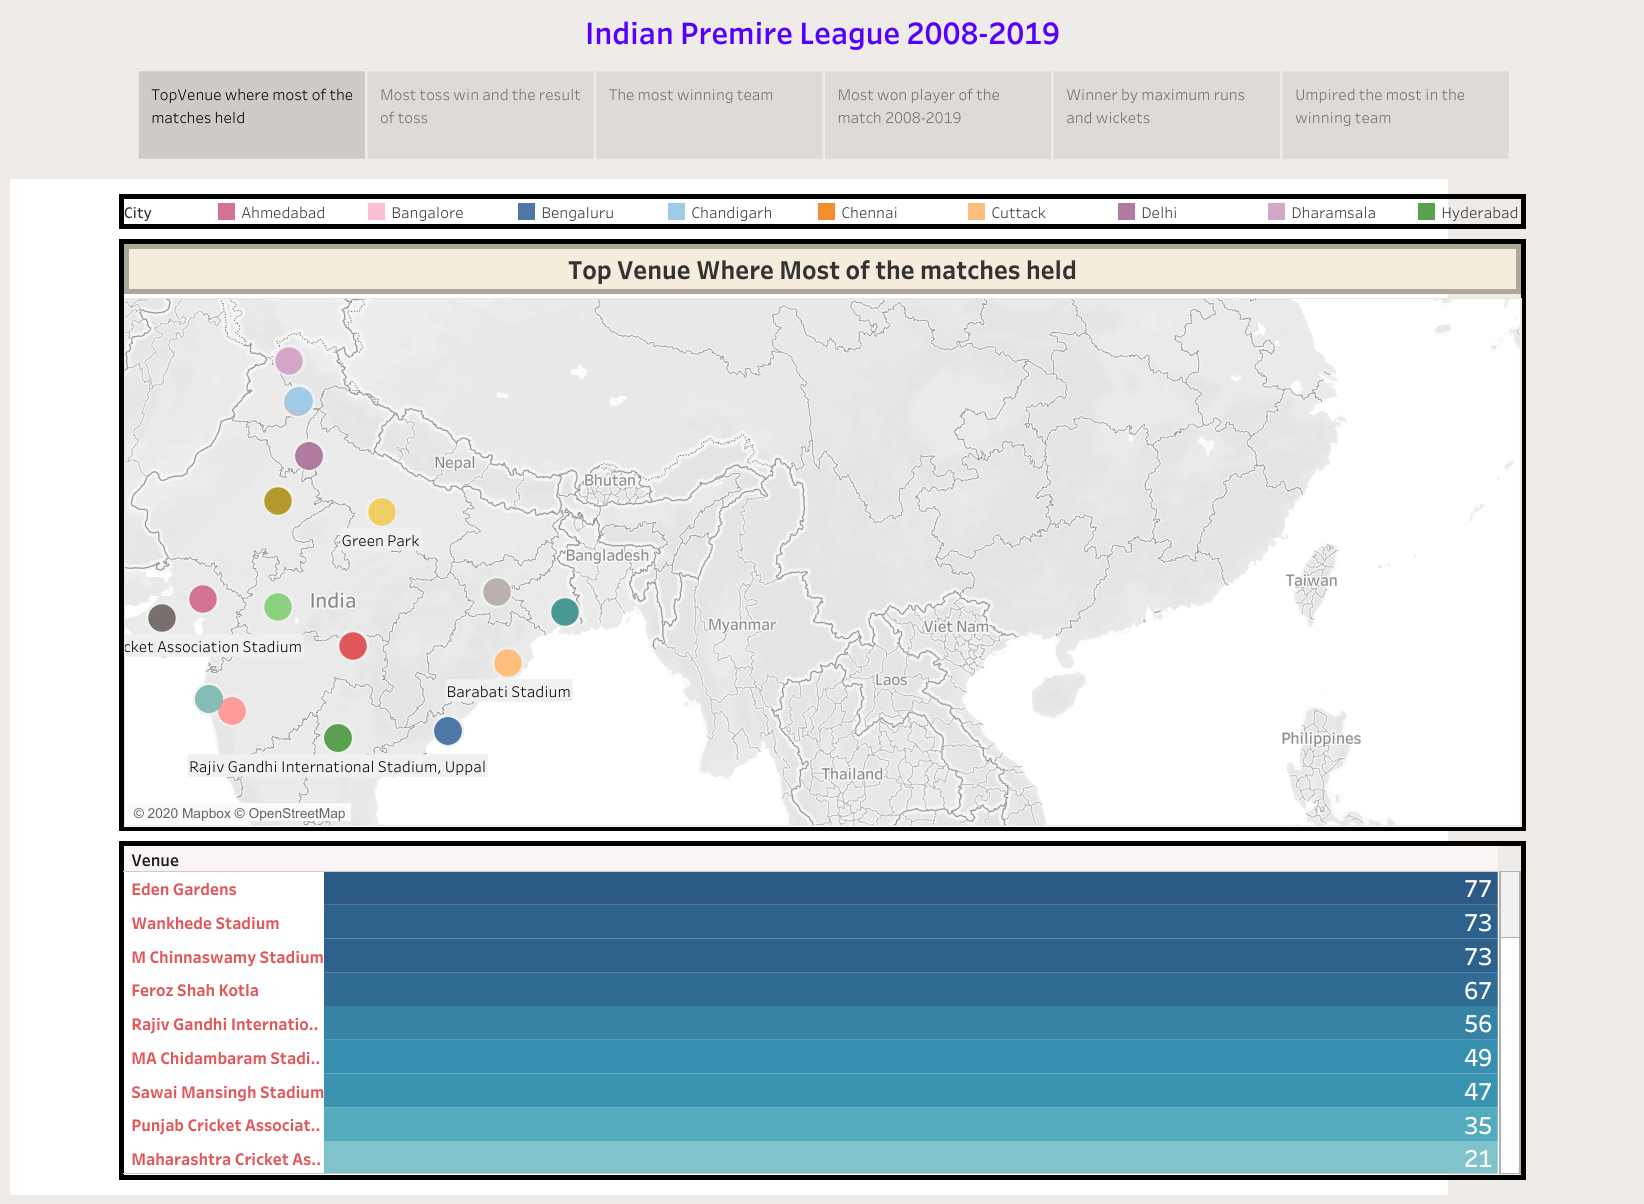 Indian Premire League 2008-2019
TopVenue where most of the
matches held
Most toss win and the result
of toss
The most winning team
Most won player of the
match 2008-2019
Winner by maximum runs
and wickets
Umpired the most in the
winning team
City Ahmedabad Bangalore Bengaluru Chandigarh Chennai Cuttack Delhi Dharamsala Hyderabad
Top Venue Where Most of the matches held
Nepal
Bhutan
Green Park
Bangladesh
Taiwan
India
Myanmar
Viet Nam
cket Association Stadium
Laos
Barabati Stadium
Philippines
Rajiv Gandhi International Stadium, Uppal
Thailand
© 2020 Mapbox © OpenStreetMap
Venue
Eden Gardens 77
Wankhede Stadium 73
M Chinnaswamy Stadium 73
Feroz Shah Kotla 67
Rajiv Gandhi Internatio.. 56
MA Chidambaram Stadi.. 49
Sawai Mansingh Stadium 47
Punjab Cricket Associat.. 35
Maharashtra Cricket As.. 21